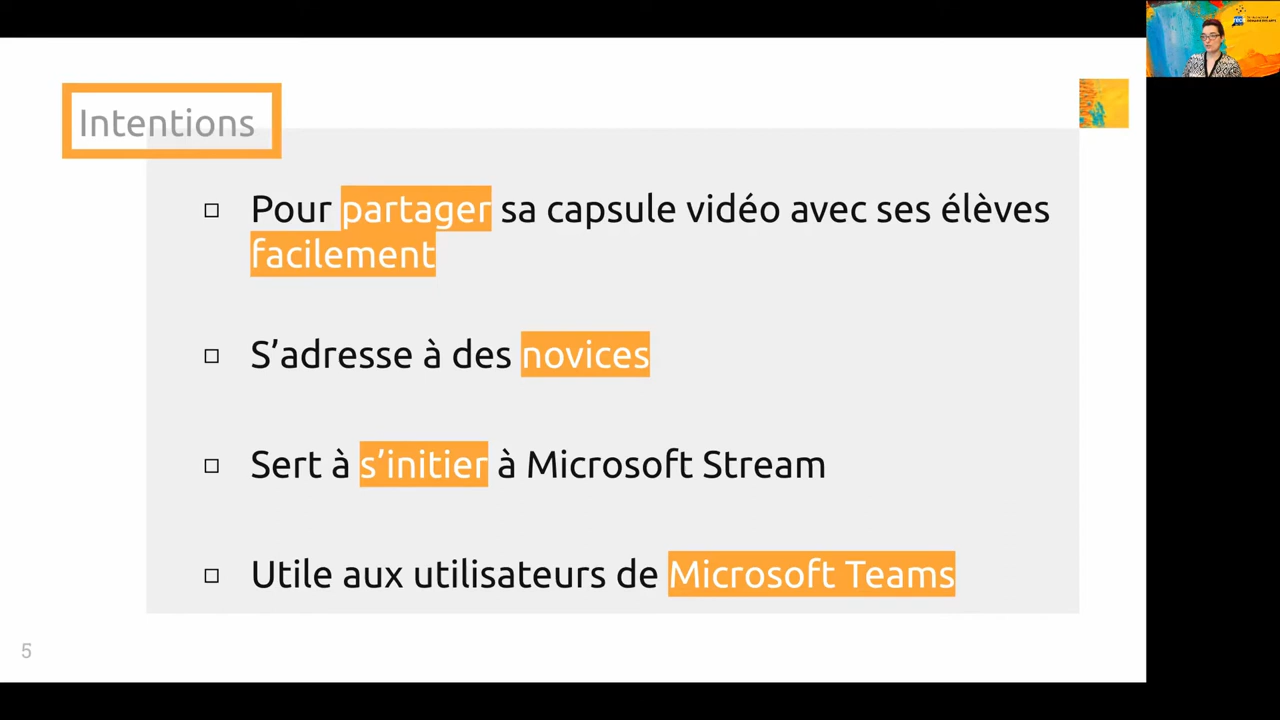 Intentions
Pour partager sa capsule vidéo avec ses élèves
facilement
S’adresse à des novices
Sert à s’initier à Microsoft Stream
Utile aux utilisateurs de Microsoft Teams
5